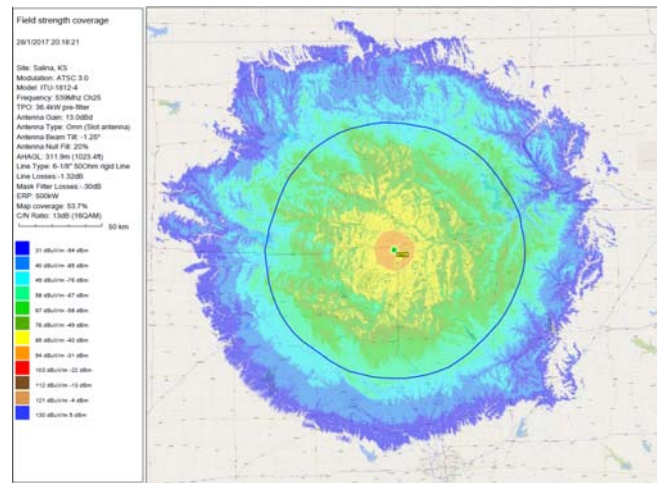 Field strength coverage
28/1/2017 20:18:21
Site: Salina, KS
Modulation: ATSC 3.0
Model: ITU-1812-4
Frequency: 539Mhz Ch25
TPO: 36.4kW pre-filter
Antenna Gain: 13.0dBd
Antenna Type: Omn (Slot antenna)
Antenna Beam Tilt: -1.25°
Antenna Null Fill: 20%
AHAGL: 311.9m (1023.4ft)
Line Type: 6-1/8" 50Ohm rigid Line
Line Losses:-1.32dB
Mask Filter Losses:-.30dB
ERP: 500kW
Map coverage: 53.7%
C/N Ratio: 13dB (16QAM)
50 km
31 dBuV/m -94 dBm
40 dBuV/m -85 dBm
49 dBuV/m -76 dBm
58 dBuV/m -67 dBm
67 dBuV/m -58 dBm
76 dBuV/m -49 dBm
85 dBuV/m -40 dBm
94 dBuV/m -31 dBm
103 dBuV/m -22 dBm
112 dBuV/m -13 dBm
121 dBuV/m -4 dBm
130 dBuV/m 5 dBm